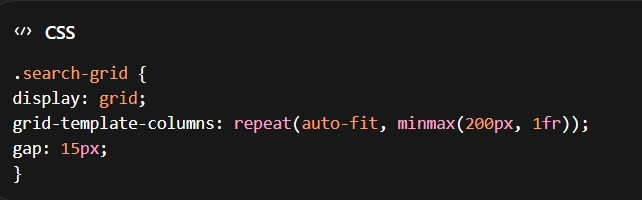 </> CSS
.search-grid {
display: grid;
grid-template-columns: repeat(auto-fit, minmax(200px, 1fr));
gap: 15px;
}